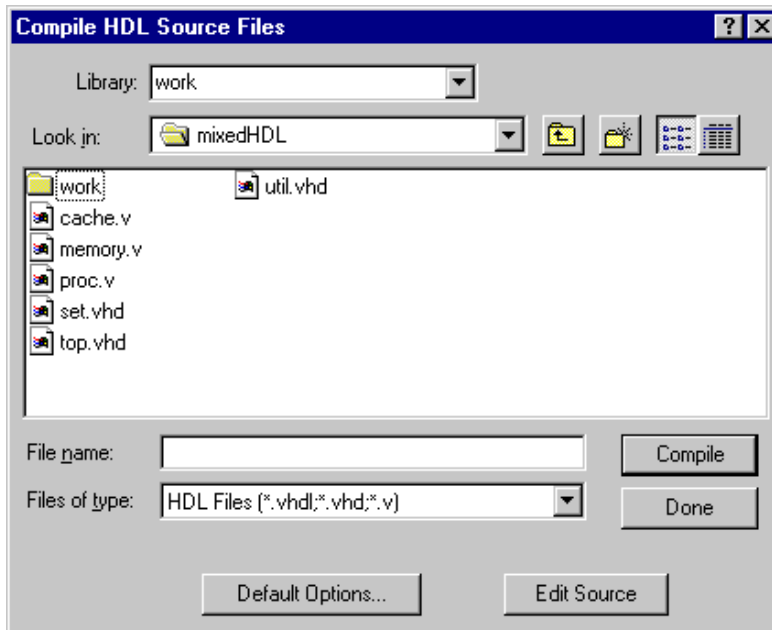 Compile HDL Source Files ?
Library: work
Look in: mixedHDL
work util.vhd
cache.v
memory.v
proc.v
set.vhd
top.vhd
File name: Compile
Files of type: HDL Files (*.vhdl;*.vhd;*.v) Done
Default Options... Edit Source